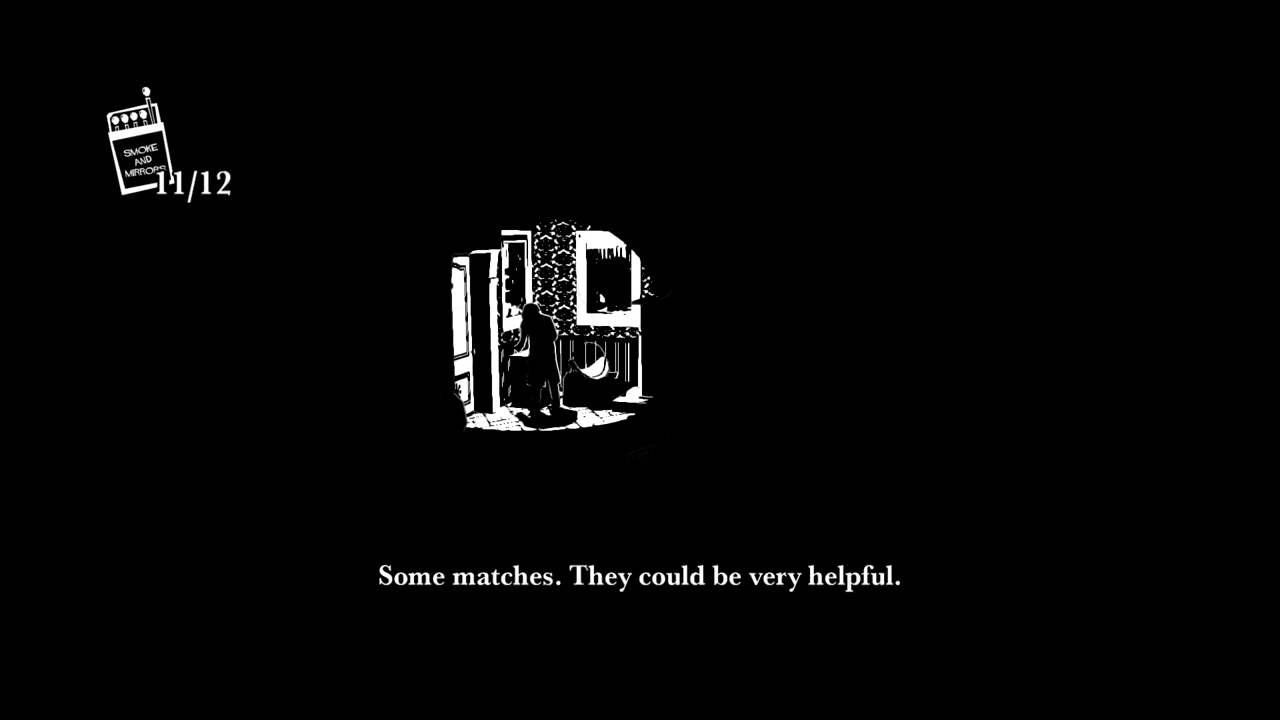 SMOKE
AND
MIRRORS
11/12
Some matches. They could be very helpful.